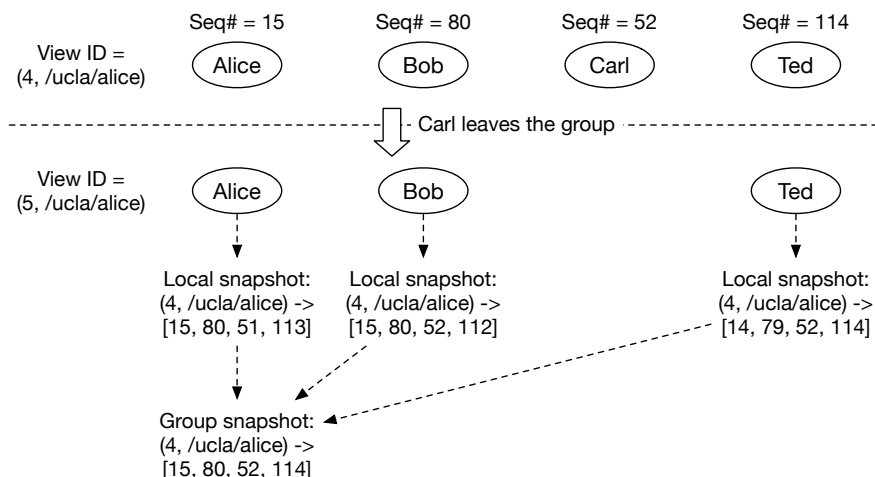 Seq# = 15 Seq# = 80 Seq# = 52 Seq# = 114
View ID =
(4, /ucla/alice)
Alice Bob Carl Ted
Carl leaves the group
View ID =
(5, /ucla/alice)
Alice Bob Ted
Local snapshot: Local snapshot: Local snapshot:
(4, /ucla/alice) -> (4, /ucla/alice) -> (4, /ucla/alice) ->
[15, 80, 51, 113] [15, 80, 52, 112] [14, 79, 52, 114]
Group snapshot:
(4, /ucla/alice) ->
[15, 80, 52, 114]